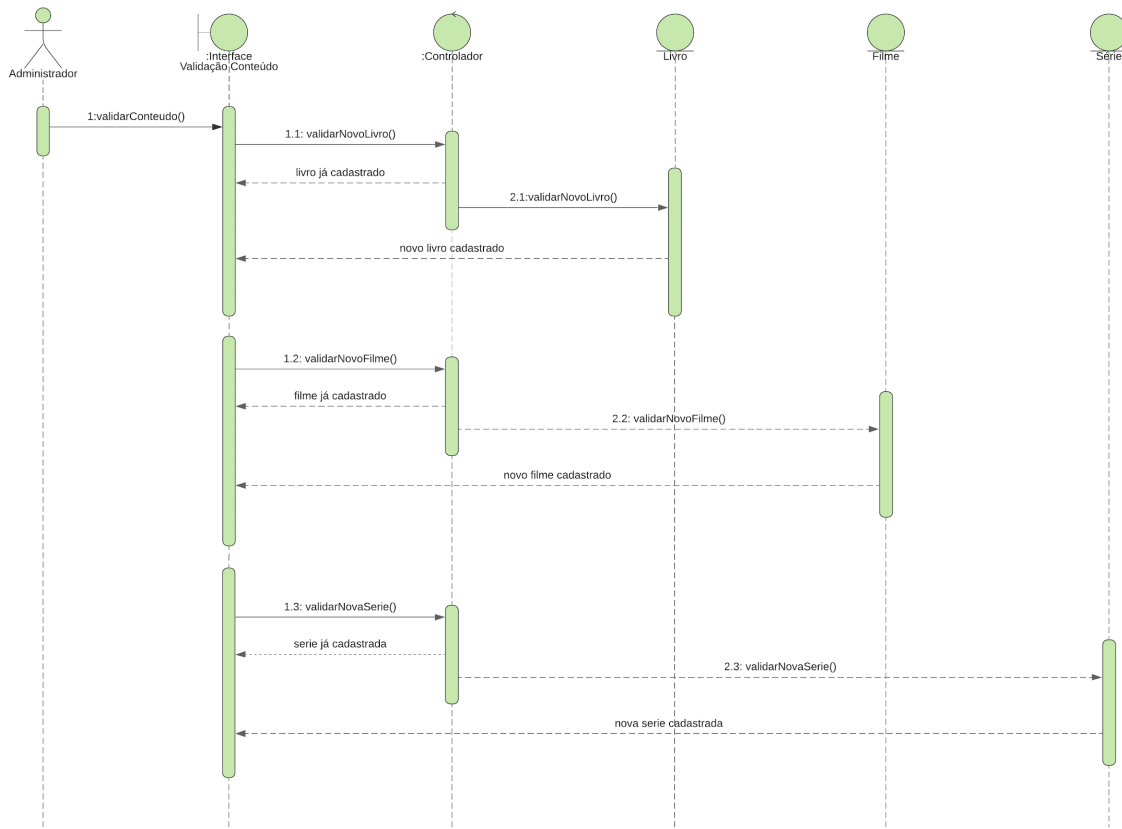 Administrador
:Interface
Validação Conteúdo
:Controlador
Livro
Filme
Série
1:validarConteudo()
1.1: validarNovoLivro()
livro já cadastrado
2.1:validarNovoLivro()
novo livro cadastrado
1.2: validarNovoFilme()
filme já cadastrado
2.2: validarNovoFilme()
novo filme cadastrado
1.3: validarNovaSerie()
serie já cadastrada
2.3: validarNovaSerie()
nova serie cadastrada